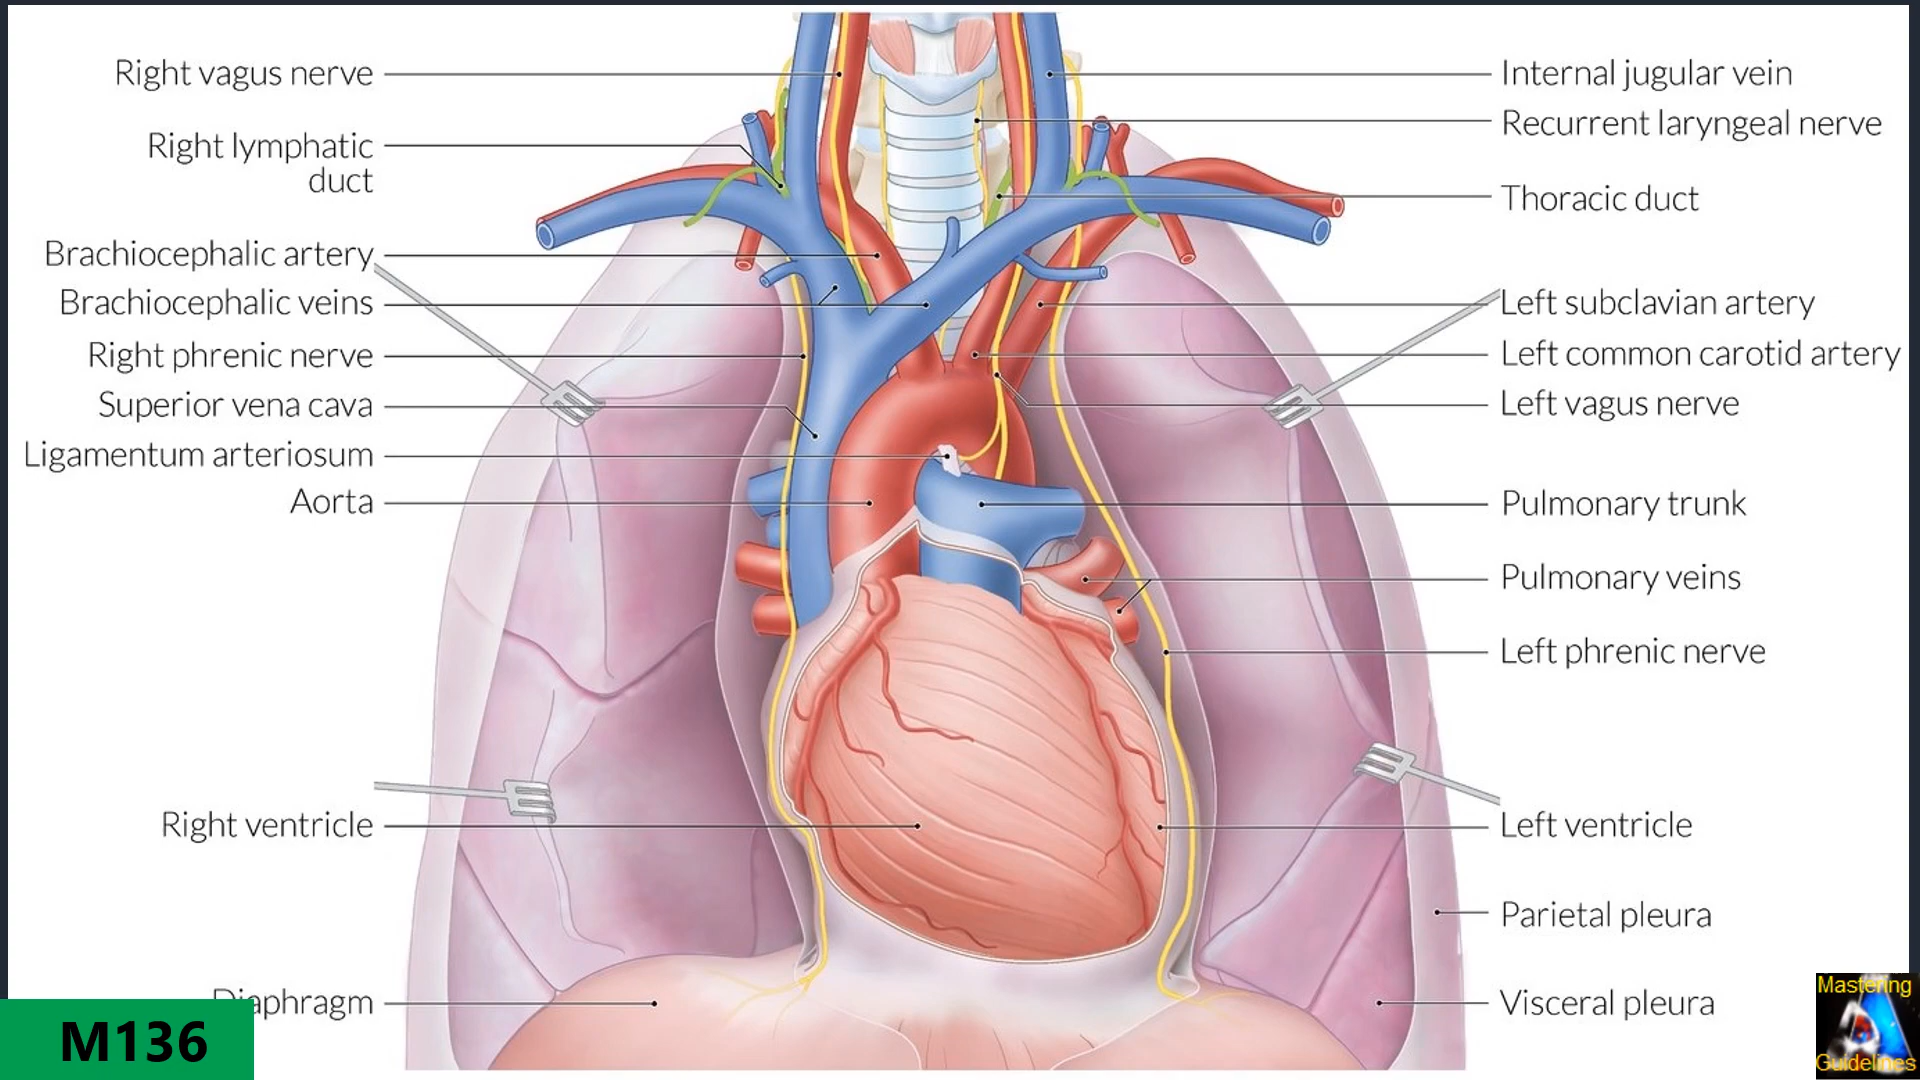 Right vagus nerve
Right lymphatic
duct
Brachiocephalic artery
Brachiocephalic veins
Right phrenic nerve
Superior vena cava
Ligamentum arteriosum
Aorta
Right ventricle
Diaphragm
M136
Internal jugular vein
Recurrent laryngeal nerve
Thoracic duct
Left subclavian artery
Left common carotid artery
Left vagus nerve
Pulmonary trunk
Pulmonary veins
Left phrenic nerve
Left ventricle
Parietal pleura
Visceral pleura
Mastering
Guidelines